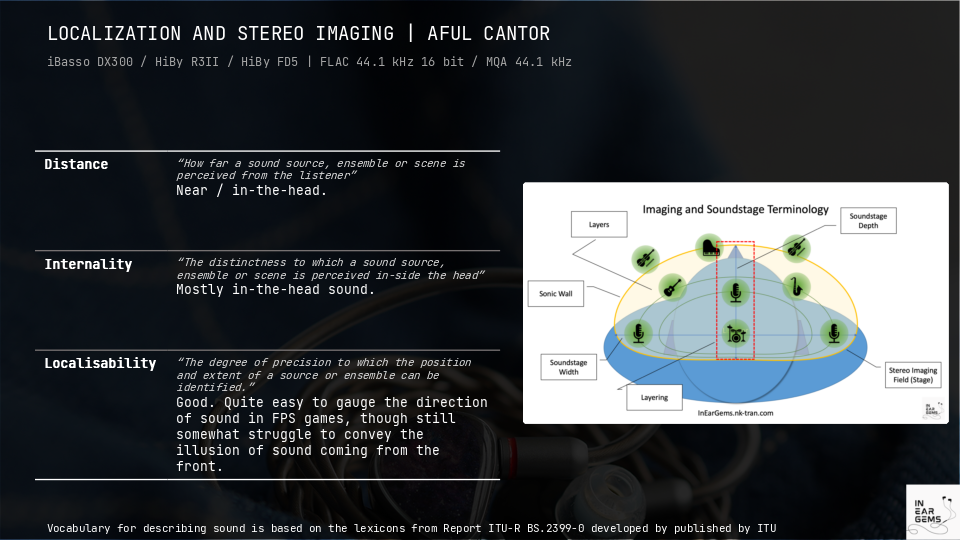 LOCALIZATION AND STEREO IMAGING | AFUL CANTOR
iBasso DX300 / HiBy R3II / HiBy FD5 | FLAC 44.1 kHz 16 bit / MQA 44.1 kHz
Distance
“How far a sound source, ensemble or scene is
perceived from the listener”
Near / in-the-head.
Internality
“The distinctness to which a sound source,
ensemble or scene is perceived in-side the head”
Mostly in-the-head sound.
Localisability
“The degree of precision to which the position
and extent of a source or ensemble can be
identified.”
Good. Quite easy to gauge the direction
of sound in FPS games, though still
somewhat struggle to convey the
illusion of sound coming from the
front.
Imaging and Soundstage Terminology
Layers
Soundstage
Depth
Sonic Wall
Soundstage
Width
Layering
Stereo Imaging
Field (Stage)
InEarGems.nk-tran.com
IN
EAR
GEMS
Vocabulary for describing sound is based on the lexicons from Report ITU-R BS.2399-0 developed by published by ITU
IN
EAR
GEMS